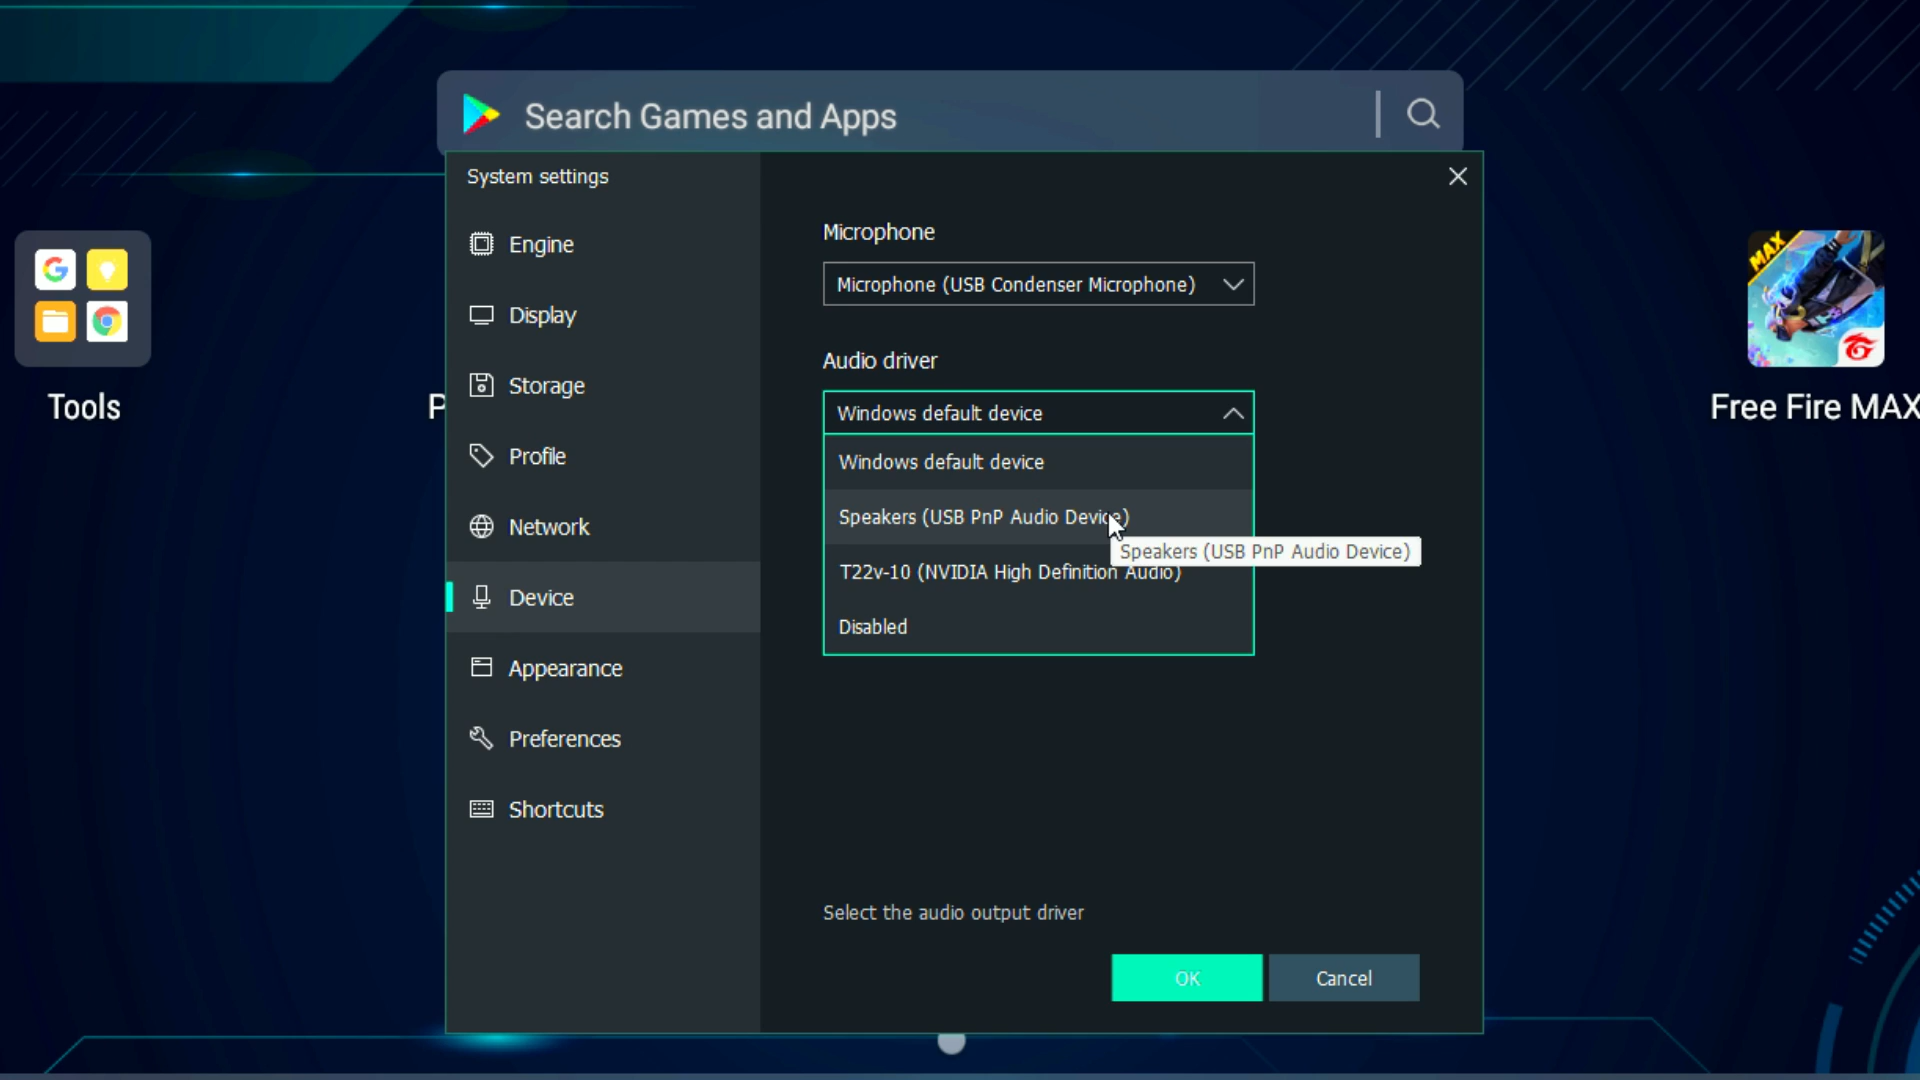 Search Games and Apps
System settings
Engine
Display
Storage
Profile
Network
Device
Appearance
Preferences
Shortcuts
Microphone
Microphone (USB Condenser Microphone)
Audio driver
Windows default device
Windows default device
Speakers (USB PnP Audio Device)
Speakers (USB PnP Audio Device)
T22v-10 (NVIDIA High Definition Audio)
Disabled
Select the audio output driver
OK
Cancel
Tools
P
MAX
Free Fire MAX